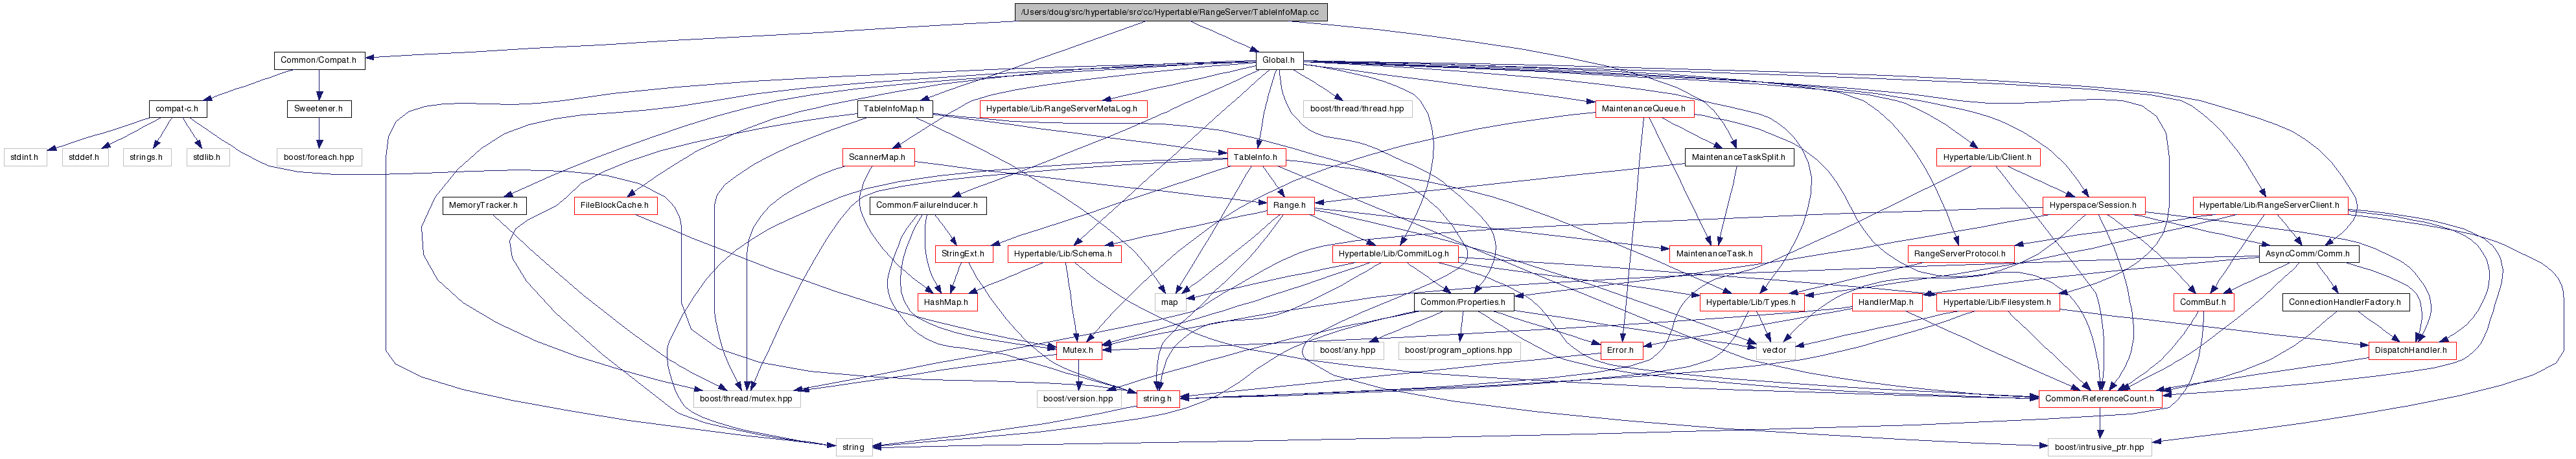 /Users/doug/src/hypertable/src/cc/Hypertable/RangeServer/TableInfoMap.cc
Common/Compat.h
Global.h
compat-c.h
Sweetener.h
TableInfoMap.h
Hypertable/Lib/RangeServerMetaLog.h
boost/thread/thread.hpp
MaintenanceQueue.h
stdint.h
stddef.h
strings.h
stdlib.h
boost/foreach.hpp
ScannerMap.h
TableInfo.h
MaintenanceTaskSplit.h
Hypertable/Lib/Client.h
MemoryTracker.h
FileBlockCache.h
Common/FailureInducer.h
Range.h
Hyperspace/Session.h
Hypertable/Lib/RangeServerClient.h
StringExt.h
Hypertable/Lib/Schema.h
Hypertable/Lib/CommitLog.h
MaintenanceTask.h
RangeServerProtocol.h
AsyncComm/Comm.h
HashMap.h
map
Common/Properties.h
Hypertable/Lib/Types.h
HandlerMap.h
Hypertable/Lib/Filesystem.h
CommBuf.h
ConnectionHandlerFactory.h
Mutex.h
boost/any.hpp
boost/program_options.hpp
Error.h
vector
DispatchHandler.h
boost/thread/mutex.hpp
boost/version.hpp
string.h
Common/ReferenceCount.h
string
boost/intrusive_ptr.hpp